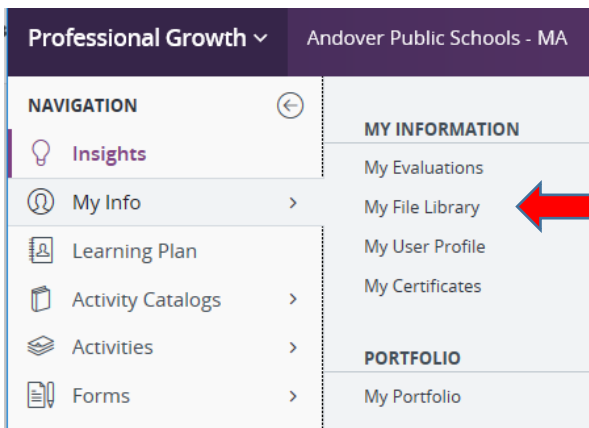 Professional Growth
Andover Public Schools - MA
NAVIGATION
Insights
My Info
Learning Plan
Activity Catalogs
Activities
Forms
MY INFORMATION
My Evaluations
My File Library
My User Profile
My Certificates
PORTFOLIO
My Portfolio